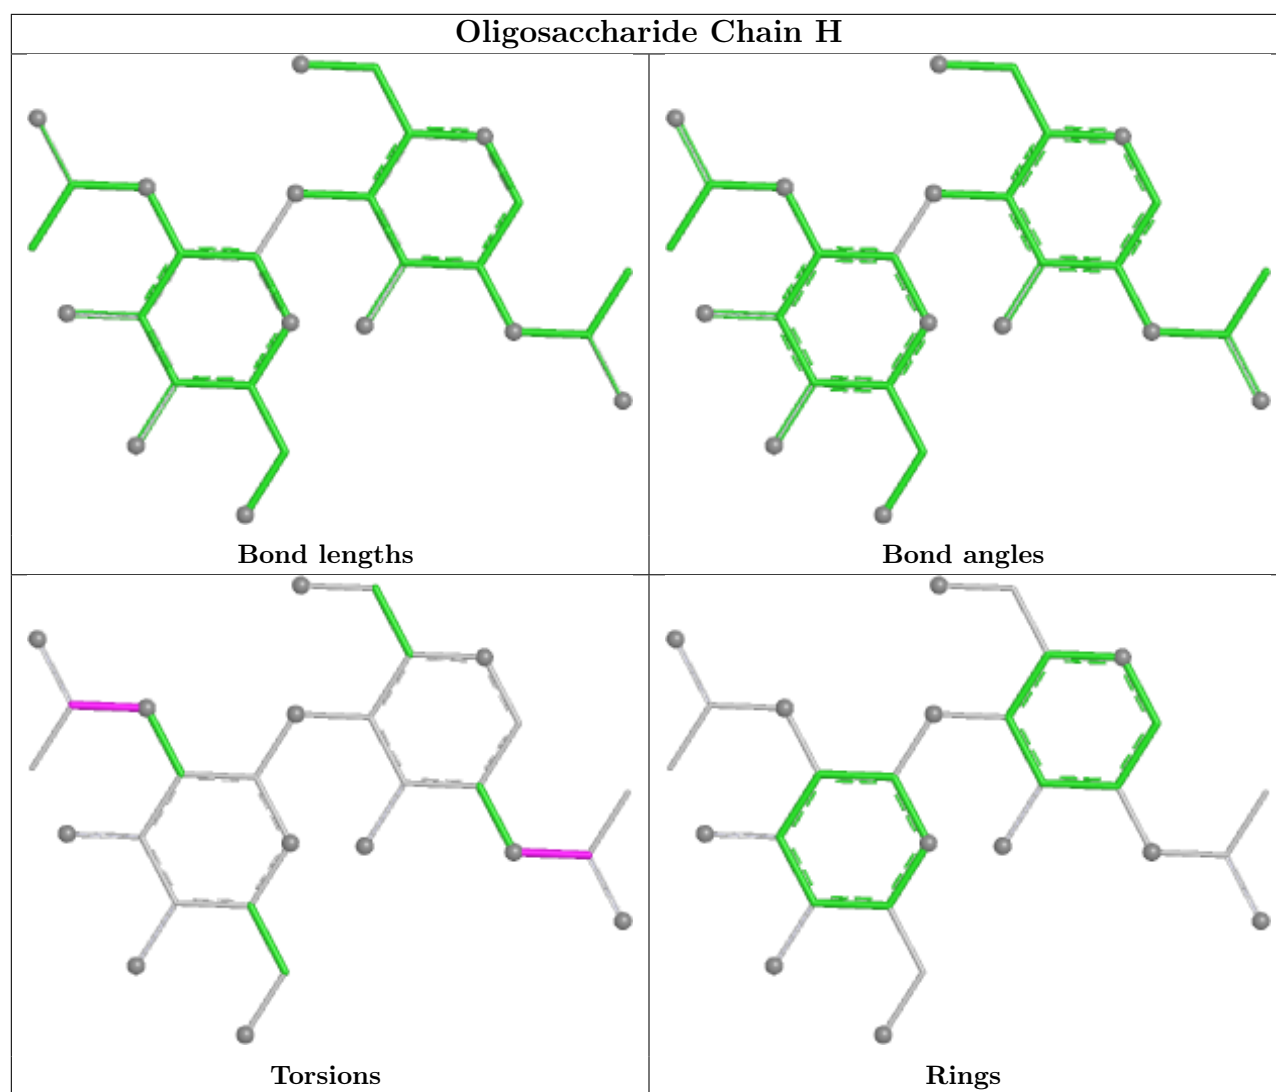 Oligosaccharide Chain H
Bond lengths
Bond angles
Torsions
Rings